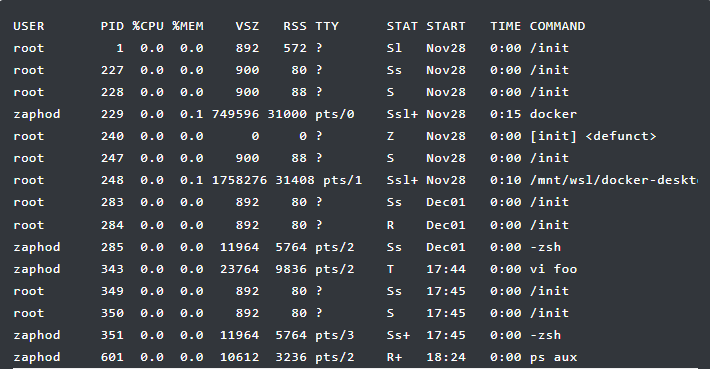 USER       PID %CPU %MEM    VSZ   RSS TTY      STAT START   TIME COMMAND
root         1  0.0  0.0    892   572 ?        Sl   Nov28   0:00 /init
root       227  0.0  0.0    900    80 ?        Ss   Nov28   0:00 /init
root       228  0.0  0.0    900    88 ?        S    Nov28   0:00 /init
zaphod     229  0.0  0.1 749596 31000 pts/0    Ssl+ Nov28   0:15 docker
root       240  0.0  0.0      0     0 ?        Z    Nov28   0:00 [init] <defunct>
root       247  0.0  0.0    900    88 ?        S    Nov28   0:00 /init
root       248  0.0  0.1 1758276 31408 pts/1   Ssl+ Nov28   0:10 /mnt/wsl/docker-deskt
root       283  0.0  0.0    892    80 ?        Ss   Dec01   0:00 /init
root       284  0.0  0.0    892    80 ?        R    Dec01   0:00 /init
zaphod     285  0.0  0.0  11964  5764 pts/2    Ss   Dec01   0:00 -zsh
zaphod     343  0.0  0.0  23764  9836 pts/2    T    17:44   0:00 vi foo
root       349  0.0  0.0    892    80 ?        Ss   17:45   0:00 /init
root       350  0.0  0.0    892    80 ?        S    17:45   0:00 /init
zaphod     351  0.0  0.0  11964  5764 pts/3    Ss+  17:45   0:00 -zsh
zaphod     601  0.0  0.0  10612  3236 pts/2    R+   18:24   0:00 ps aux